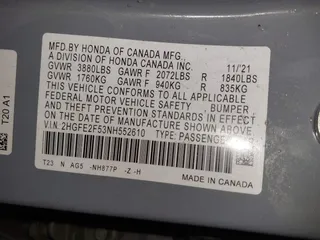 MFD.BY HONDA OF CANADA MFG. 11/21
A DIVISION OF HONDA CANADA INC.
GVWR 3880LBS GAWR F 2072LBS R 1840LBS
GVWR 1760KG GAWR F 940KG R 835KG
THIS VEHICLE CONFORMS TO ALL APPLICABLE
FEDERAL MOTOR VEHICLE SAFETY, BUMPER
AND THEFT PREVENTION STANDARDS IN EFFECT
ON THE DATE OF MANUFACTURE SHOWN ABOVE.
V.I.N: 2HGFE2F53NH552610 TYPE:PASSENGER
T23 N AG5 -NH877P -Z -H
MADE IN CANADA
T20 A1